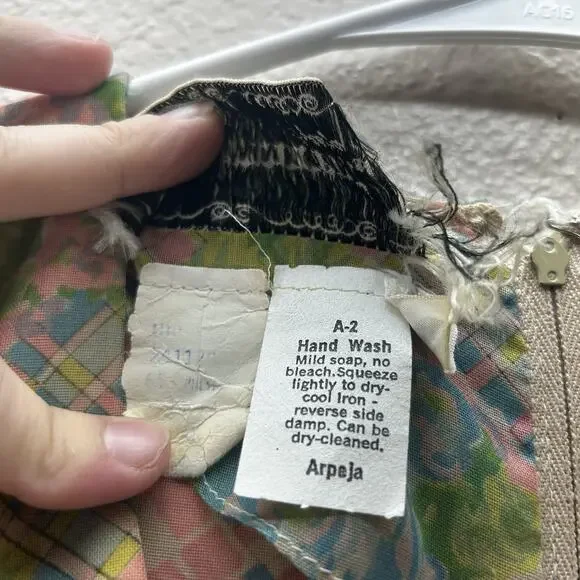 AC16
A-2
Hand Wash
Mild soap, no
bleach.Squeeze
lightly to dry-
cool Iron -
reverse side
damp. Can be
dry-cleaned.
Arpeja